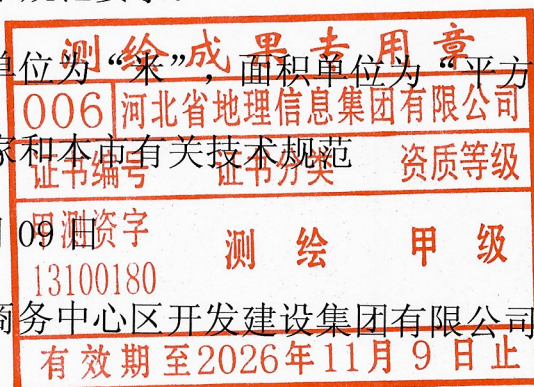 测绘成果专用章
单位为“米”，面积单位为“平方
006 河北省地理信息集团有限公司
家和本市有关技术规范
证书编号 证书分类 资质等级
09日
甲测资字 测绘 甲级
13100180
商务中心区开发建设集团有限公司
有效期至2026年11月9日止